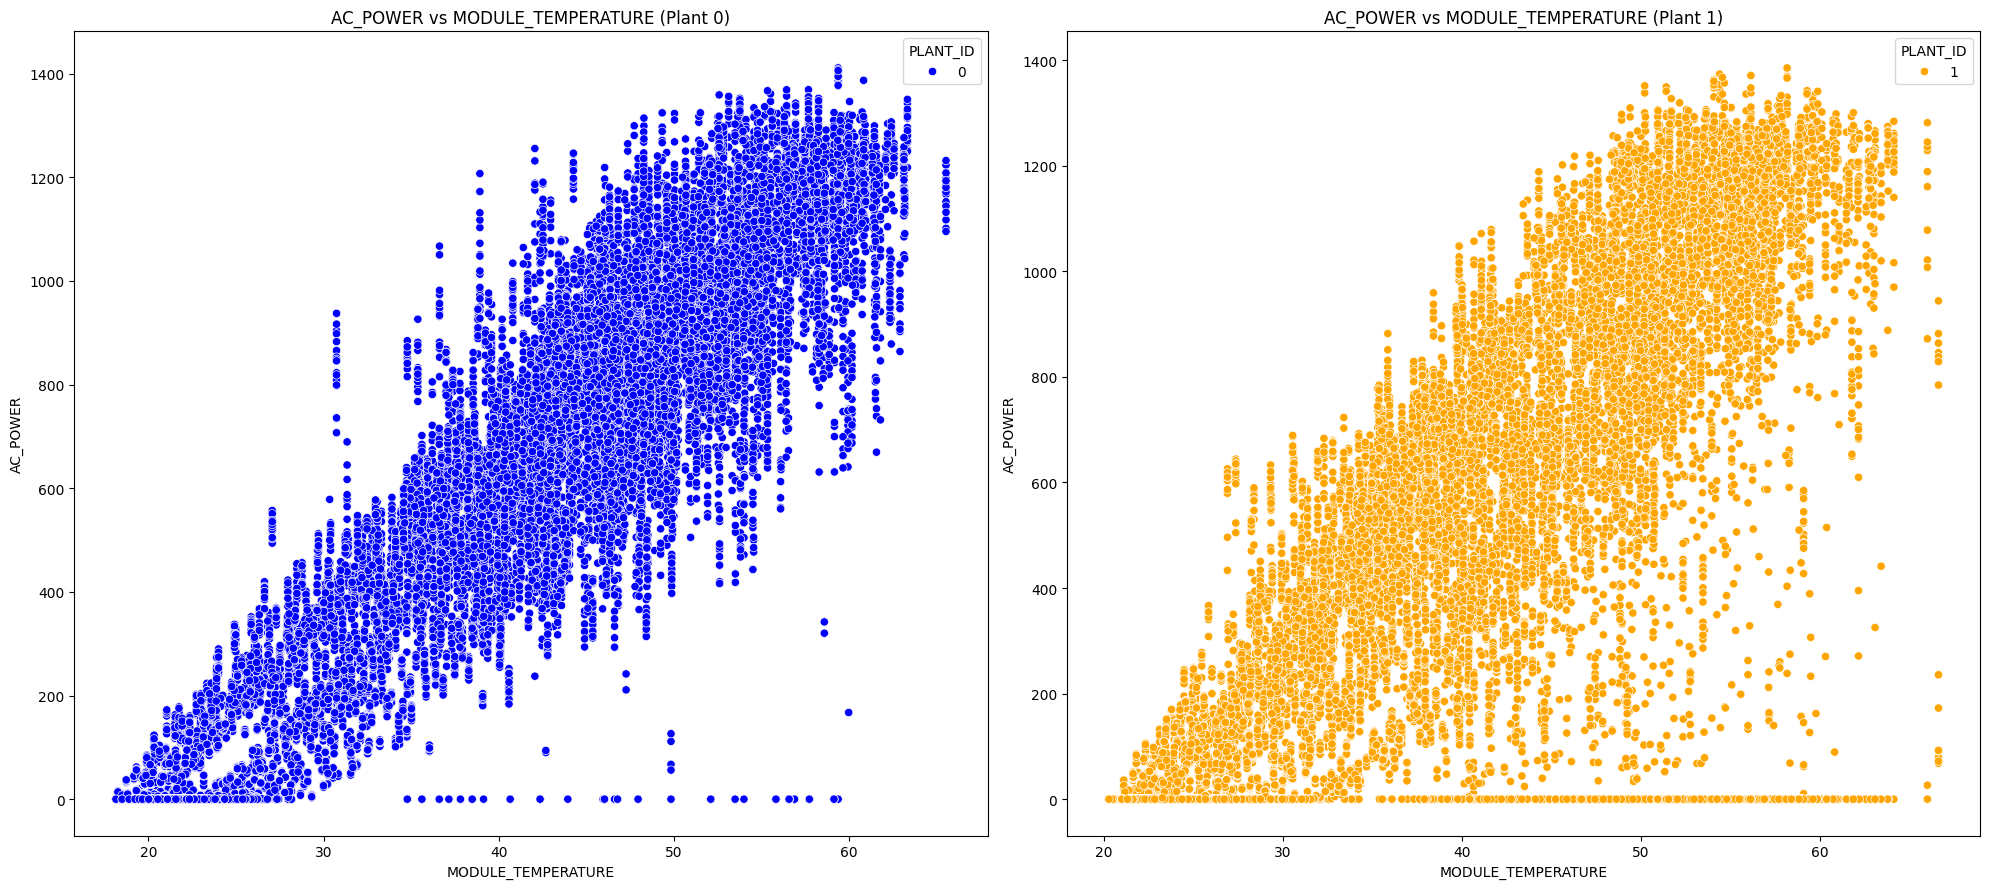 AC_POWER vs MODULE_TEMPERATURE (Plant 0)
PLANT_ID
0
1400
1200
1000
800
600
400
200
0
AC_POWER
20 30 40 50 60
MODULE_TEMPERATURE
AC_POWER vs MODULE_TEMPERATURE (Plant 1)
PLANT_ID
1
1400
1200
1000
800
600
400
200
0
AC_POWER
20 30 40 50 60
MODULE_TEMPERATURE